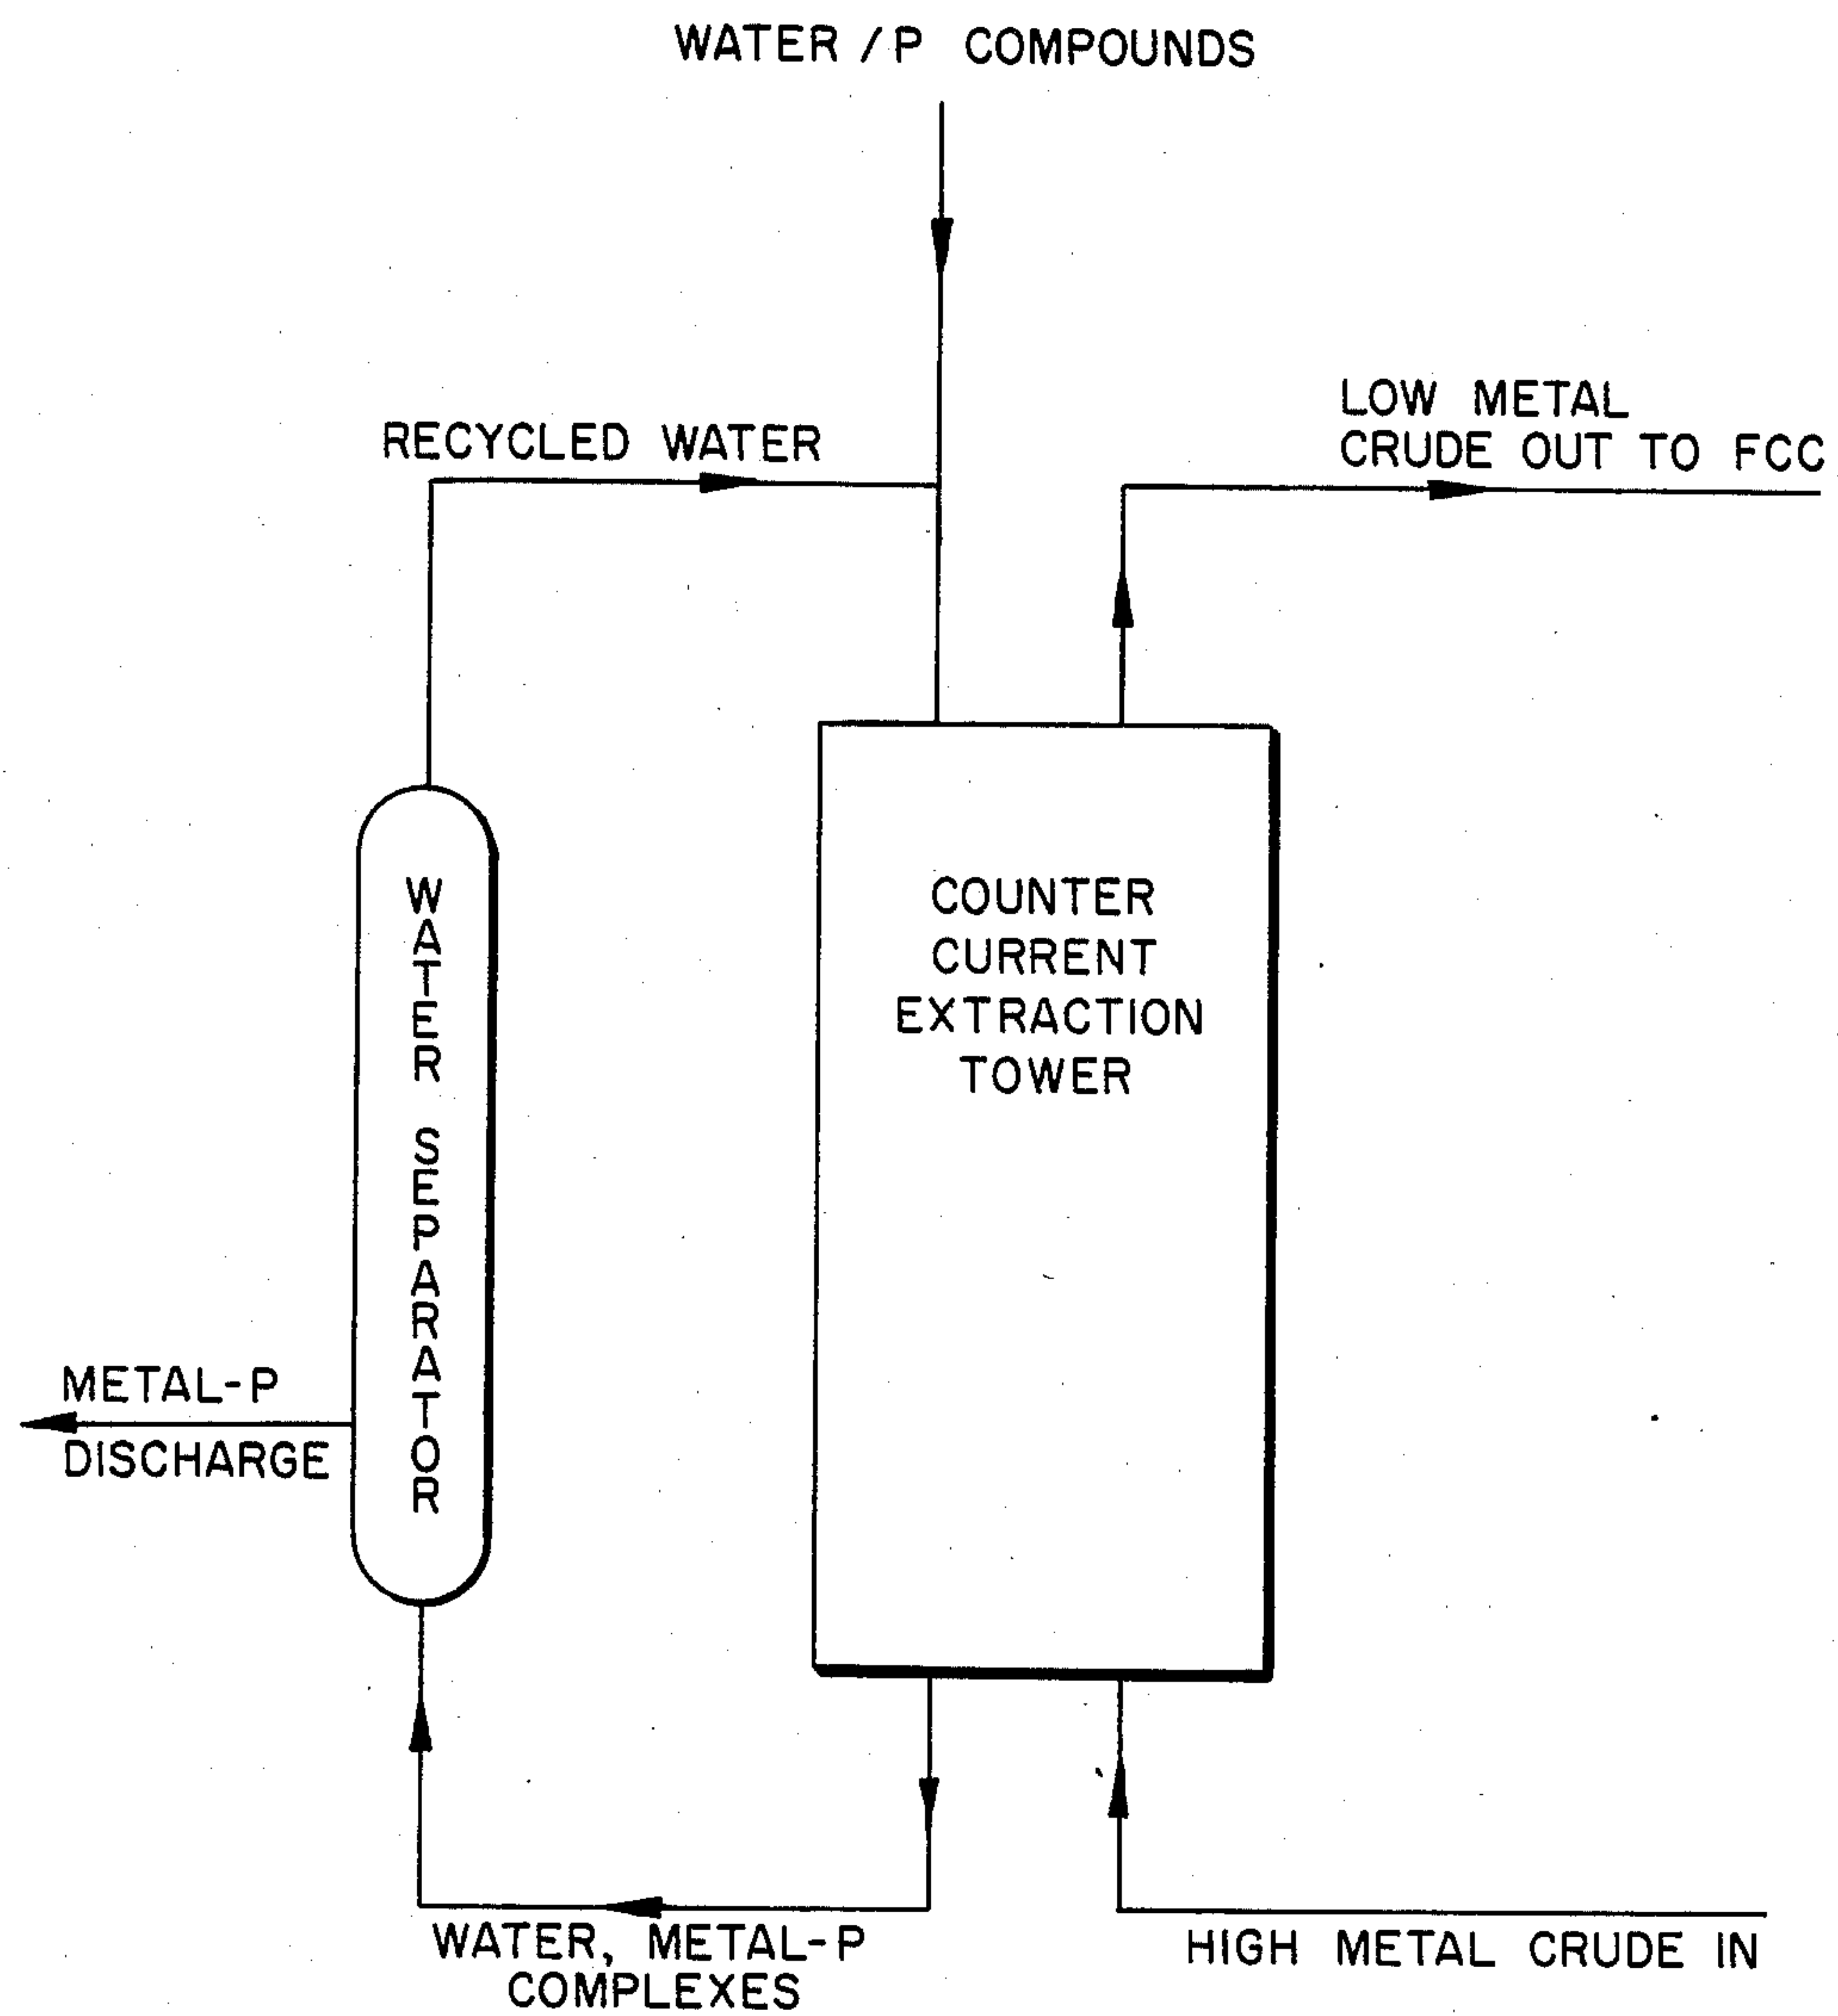 WATER / P COMPOUNDS
LOW METAL
CRUDE OUT TO FCC
RECYCLED WATER
WATER SEPARATOR
COUNTER
CURRENT
EXTRACTION
TOWER
METAL-P
DISCHARGE
WATER, METAL-P
COMPLEXES
HIGH METAL CRUDE IN